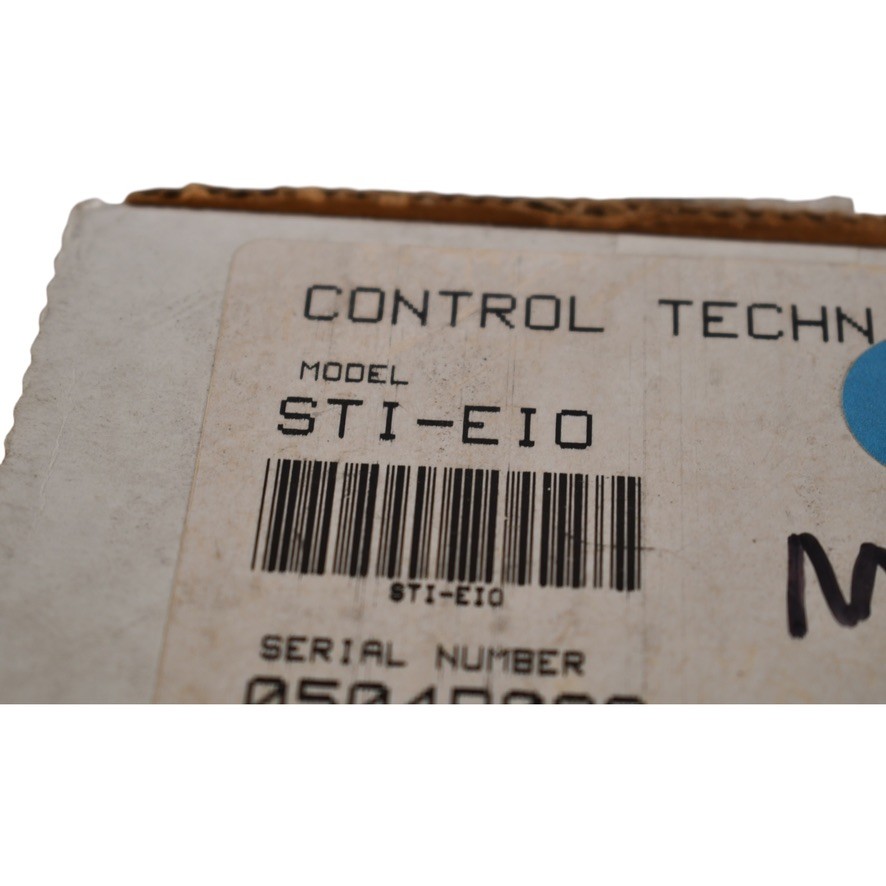 CONTROL TECHN
MODEL
STI-EIO
STI-EIO
SERIAL NUMBER